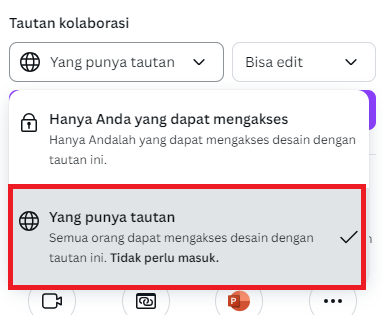 Tautan kolaborasi
Yang punya tautan
Bisa edit
Hanya Anda yang dapat mengakses
Hanya Andalah yang dapat mengakses desain dengan
tautan ini.
Yang punya tautan
Semua orang dapat mengakses desain dengan
tautan ini. Tidak perlu masuk.
P